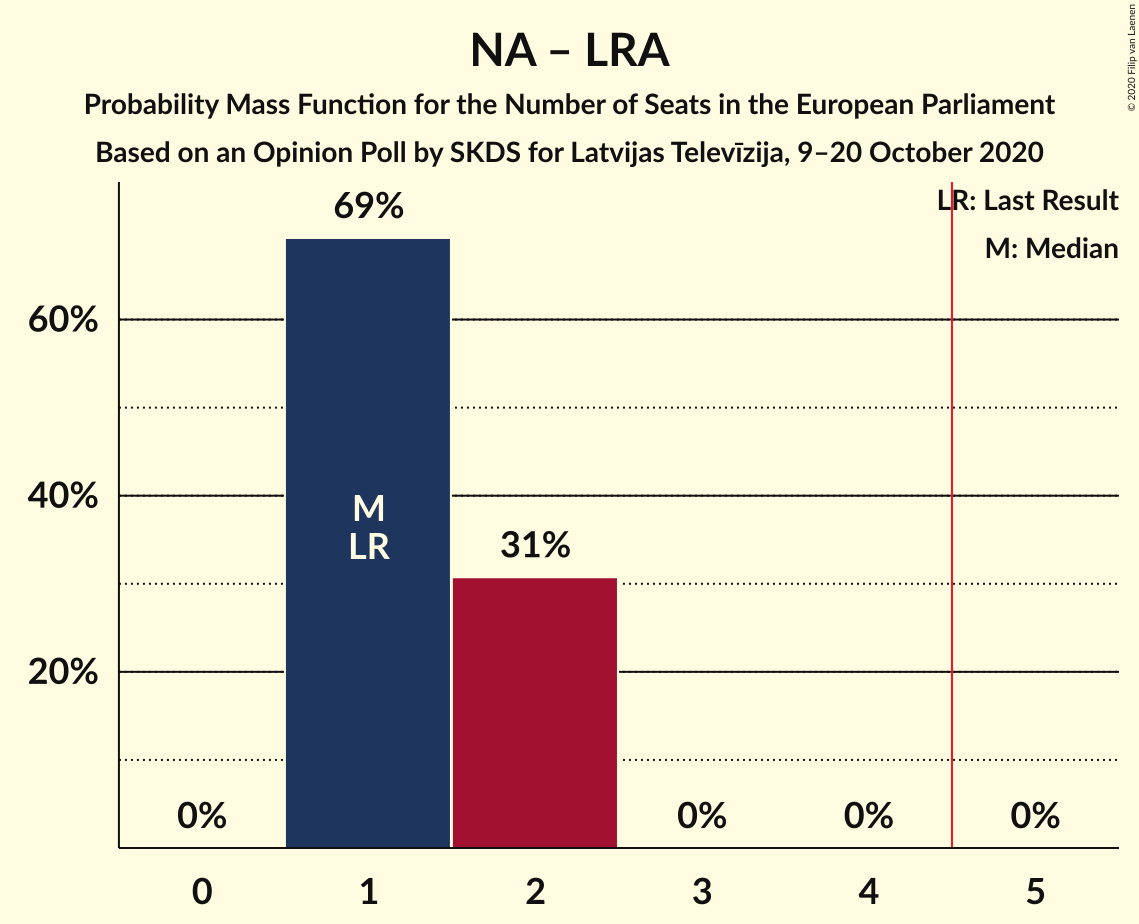 NA – LRA
Probability Mass Function for the Number of Seats in the European Parliament
Based on an Opinion Poll by SKDS for Latvijas Televīzija, 9–20 October 2020
© 2020 Filip van Laenen
LR: Last Result
M: Median
69%
60%
40%
M
LR
31%
20%
0%
0%
0%
0%
0
1
2
3
4
5